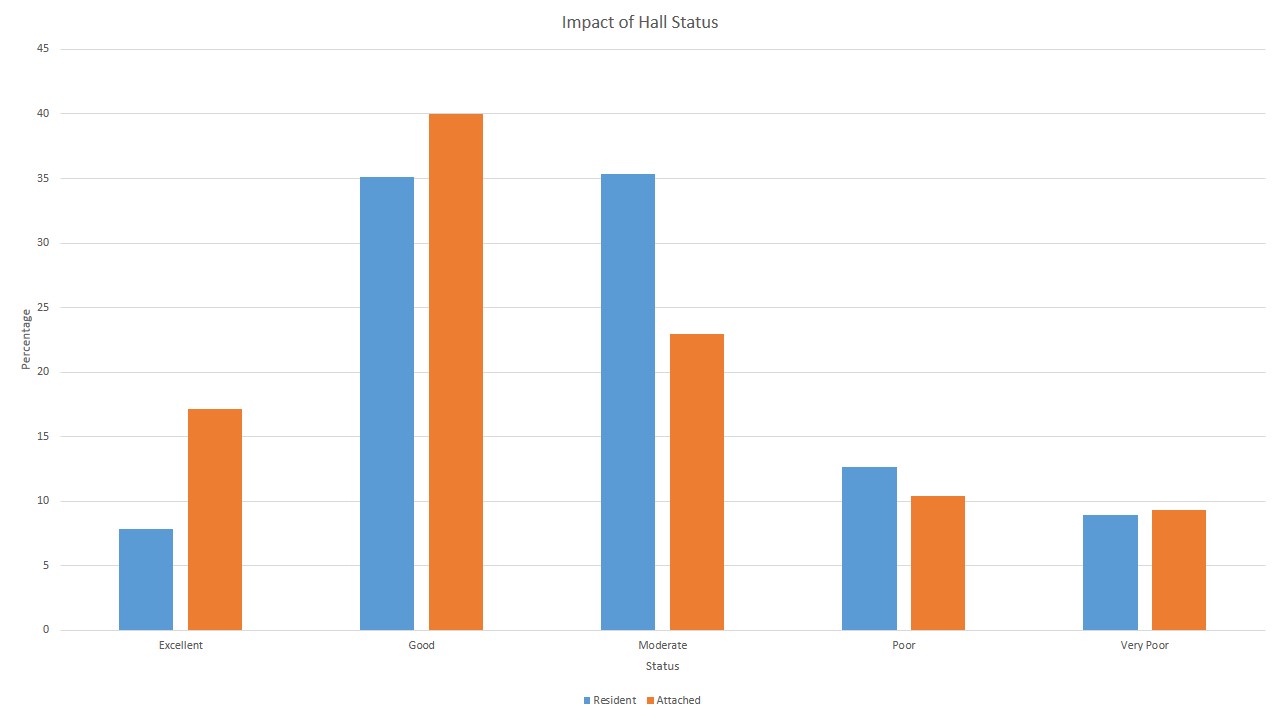 Impact of Hall Status
45
40
35
30
25
20
15
10
5
0
Percentage
Excellent Good Moderate Poor Very Poor
Status
Resident Attached